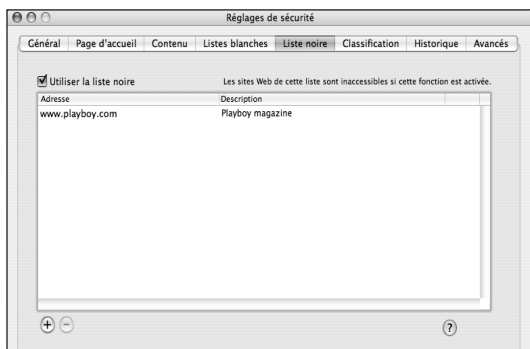 Réglages de sécurité
Général Page d'accueil Contenu Listes blanches Liste noire Classification Historique Avancés
Utiliser la liste noire Les sites Web de cette liste sont inaccessibles si cette fonction est activée.
Adresse Description
www.playboy.com Playboy magazine
+ − ?